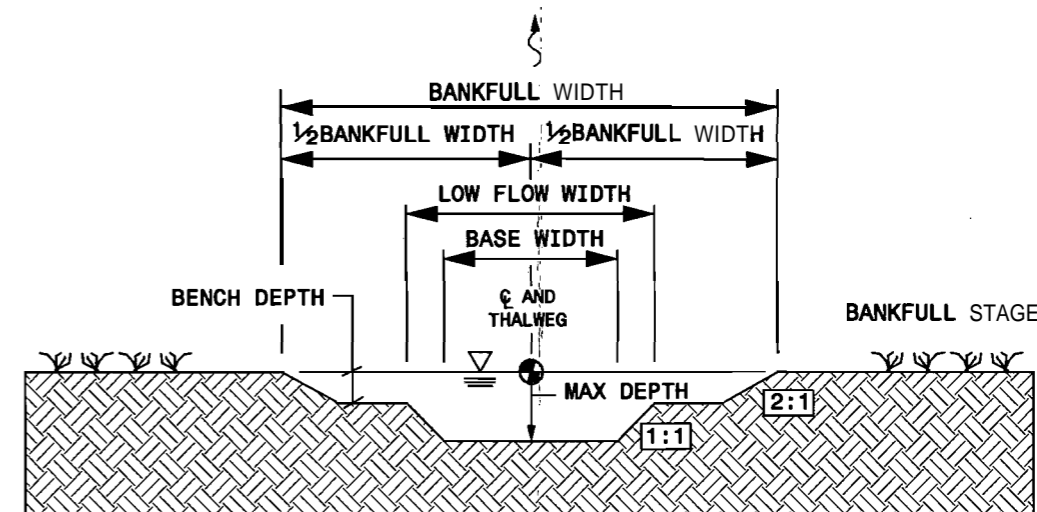 BANKFULL WIDTH
½BANKFULL WIDTH ½BANKFULL WIDTH
LOW FLOW WIDTH
BASE WIDTH
BENCH DEPTH
℄ AND
THALWEG
BANKFULL STAGE
MAX DEPTH
2:1
1:1